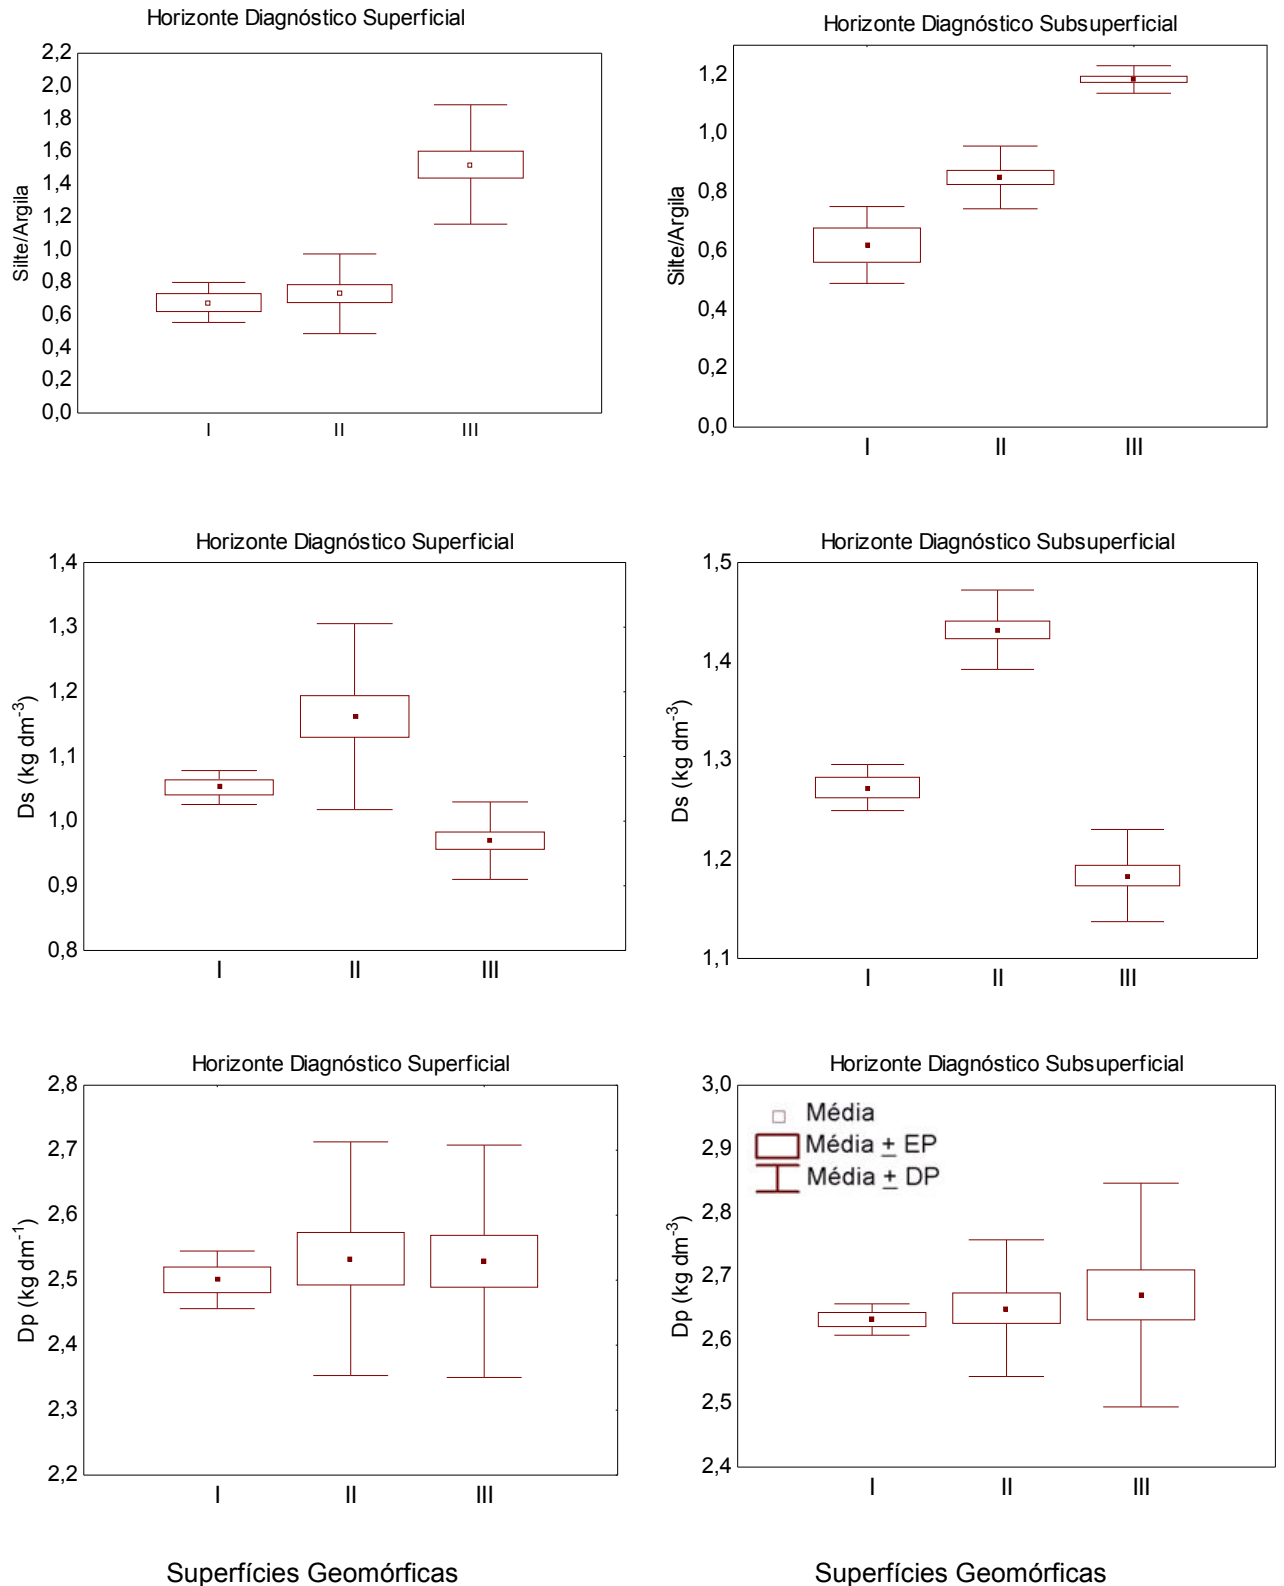 Horizonte Diagnóstico Superficial
Silte/Argila
2,2
2,0
1,8
1,6
1,4
1,2
1,0
0,8
0,6
0,4
0,2
0,0
I II III
Horizonte Diagnóstico Subsuperficial
Silte/Argila
1,2
1,0
0,8
0,6
0,4
0,2
0,0
I II III
Horizonte Diagnóstico Superficial
Ds (kg dm⁻³)
1,4
1,3
1,2
1,1
1,0
0,9
0,8
I II III
Horizonte Diagnóstico Subsuperficial
Ds (kg dm⁻³)
1,5
1,4
1,3
1,2
1,1
I II III
Horizonte Diagnóstico Superficial
Dp (kg dm⁻¹)
2,8
2,7
2,6
2,5
2,4
2,3
2,2
I II III
Superfícies Geomórficas
Horizonte Diagnóstico Subsuperficial
Dp (kg dm⁻³)
3,0
2,9
2,8
2,7
2,6
2,5
2,4
Média
Média ± EP
Média ± DP
I II III
Superfícies Geomórficas